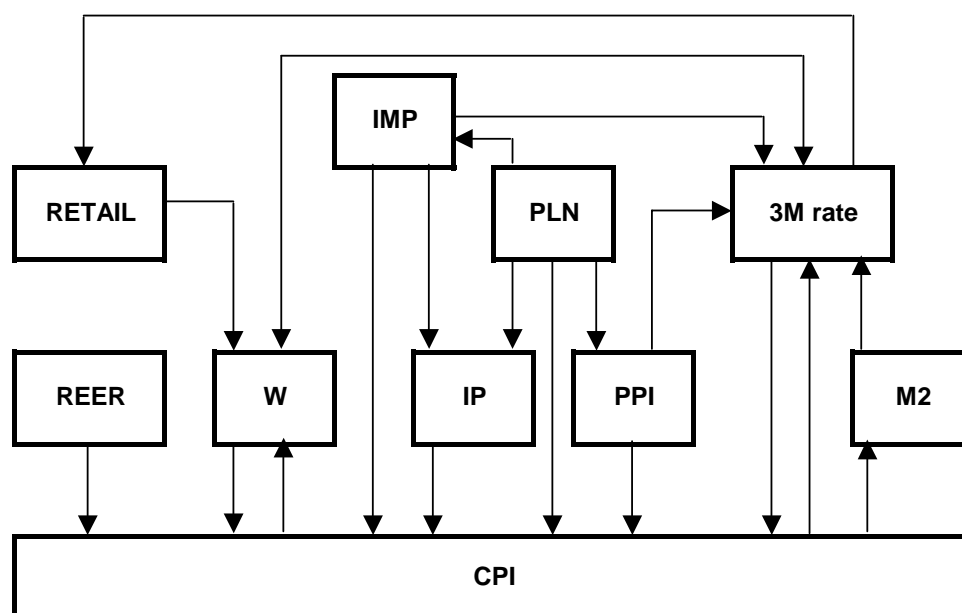 IMP
RETAIL
PLN
3M rate
REER
W
IP
PPI
M2
CPI